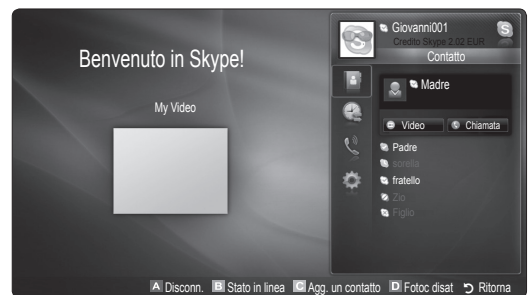 Benvenuto in Skype!
My Video
Giovanni001
Credito Skype 2.02 EUR
Contatto
Madre
Video
Chiamata
Padre
sorella
fratello
Zio
Figlio
A Disconn. B Stato in linea C Agg. un contatto D Fotoc disat Ritorna